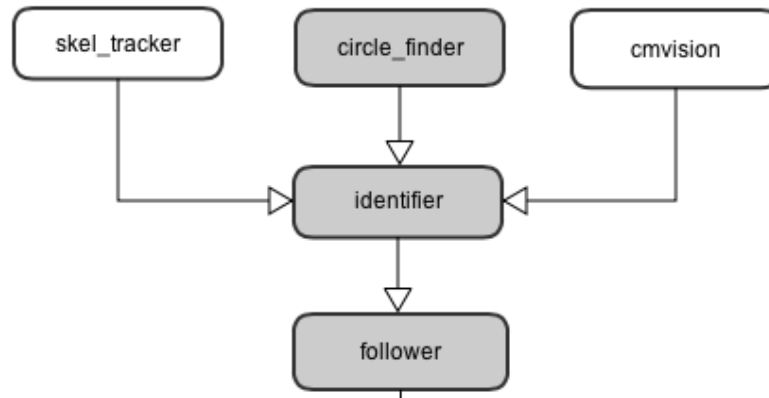 skel_tracker
circle_finder
cmvision
identifier
follower